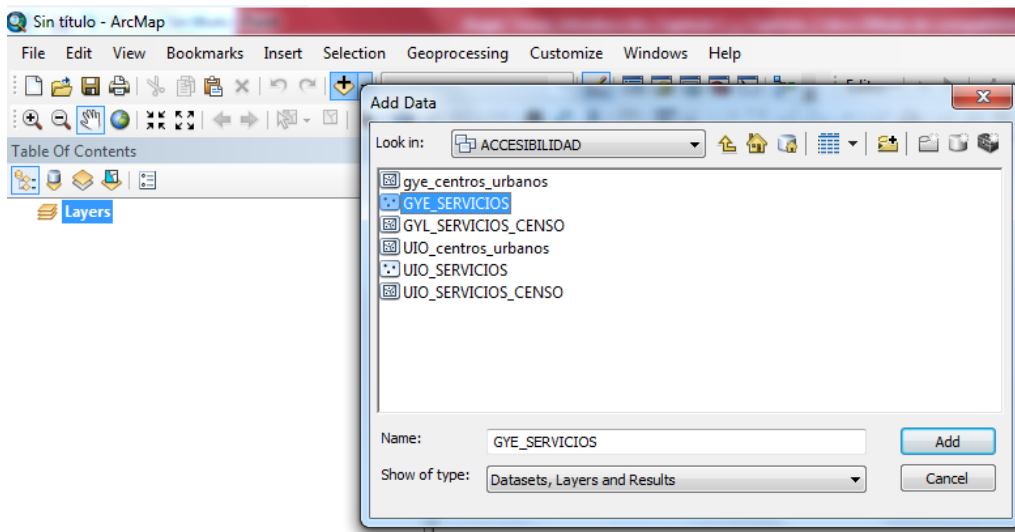 Sin título - ArcMap
File Edit View Bookmarks Insert Selection Geoprocessing Customize Windows Help
Add Data
Look in: ACCESIBILIDAD
Table Of Contents
Layers
gye_centros_urbanos
GYE_SERVICIOS
GYL_SERVICIOS_CENSO
UIO_centros_urbanos
UIO_SERVICIOS
UIO_SERVICIOS_CENSO
Name: GYE_SERVICIOS Add
Show of type: Datasets, Layers and Results Cancel